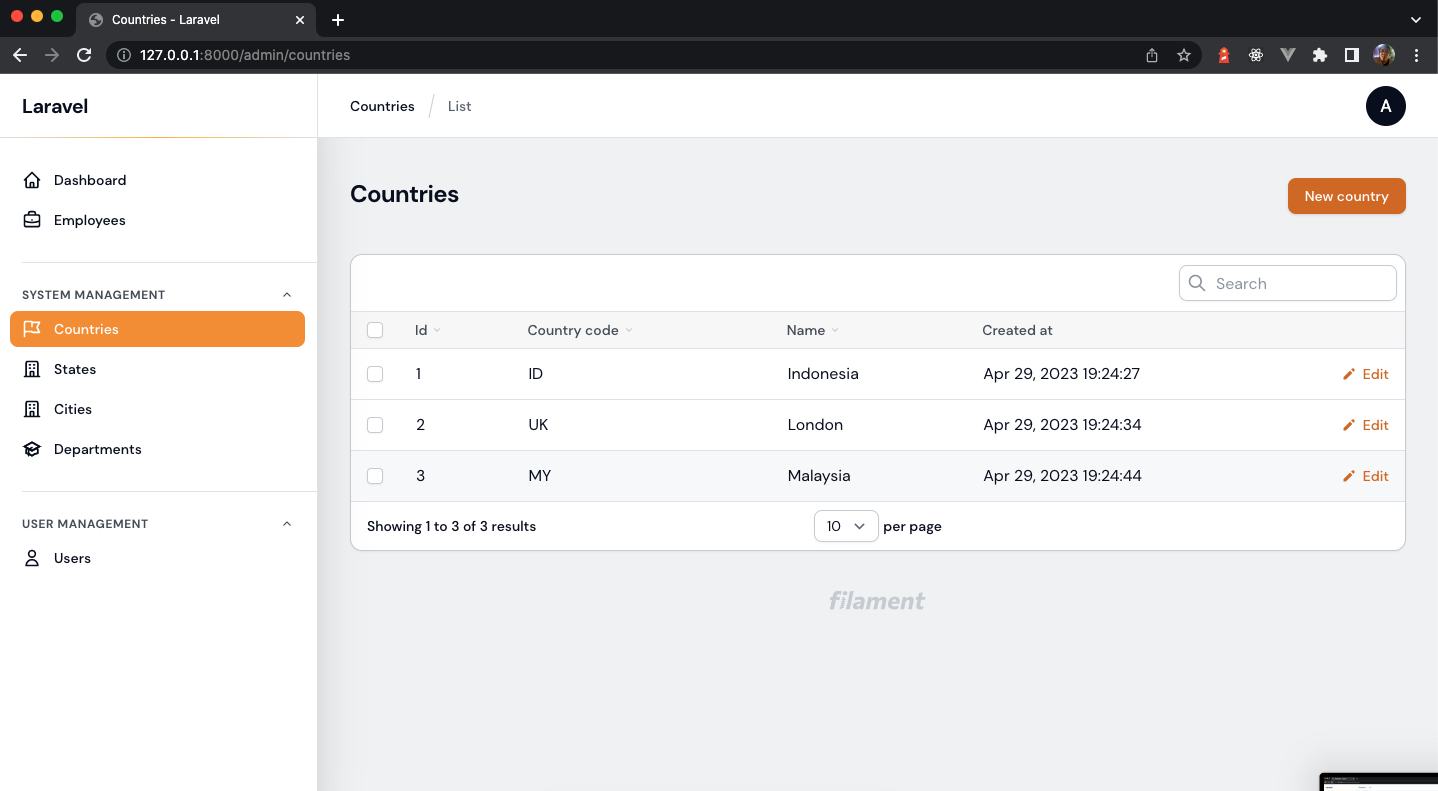 Countries - Laravel
127.0.0.1:8000/admin/countries
Laravel
Countries / List
A
Dashboard
Employees
SYSTEM MANAGEMENT
Countries
States
Cities
Departments
USER MANAGEMENT
Users
Countries
New country
Search
Id Country code Name Created at
1 ID Indonesia Apr 29, 2023 19:24:27 Edit
2 UK London Apr 29, 2023 19:24:34 Edit
3 MY Malaysia Apr 29, 2023 19:24:44 Edit
Showing 1 to 3 of 3 results 10 per page
filament